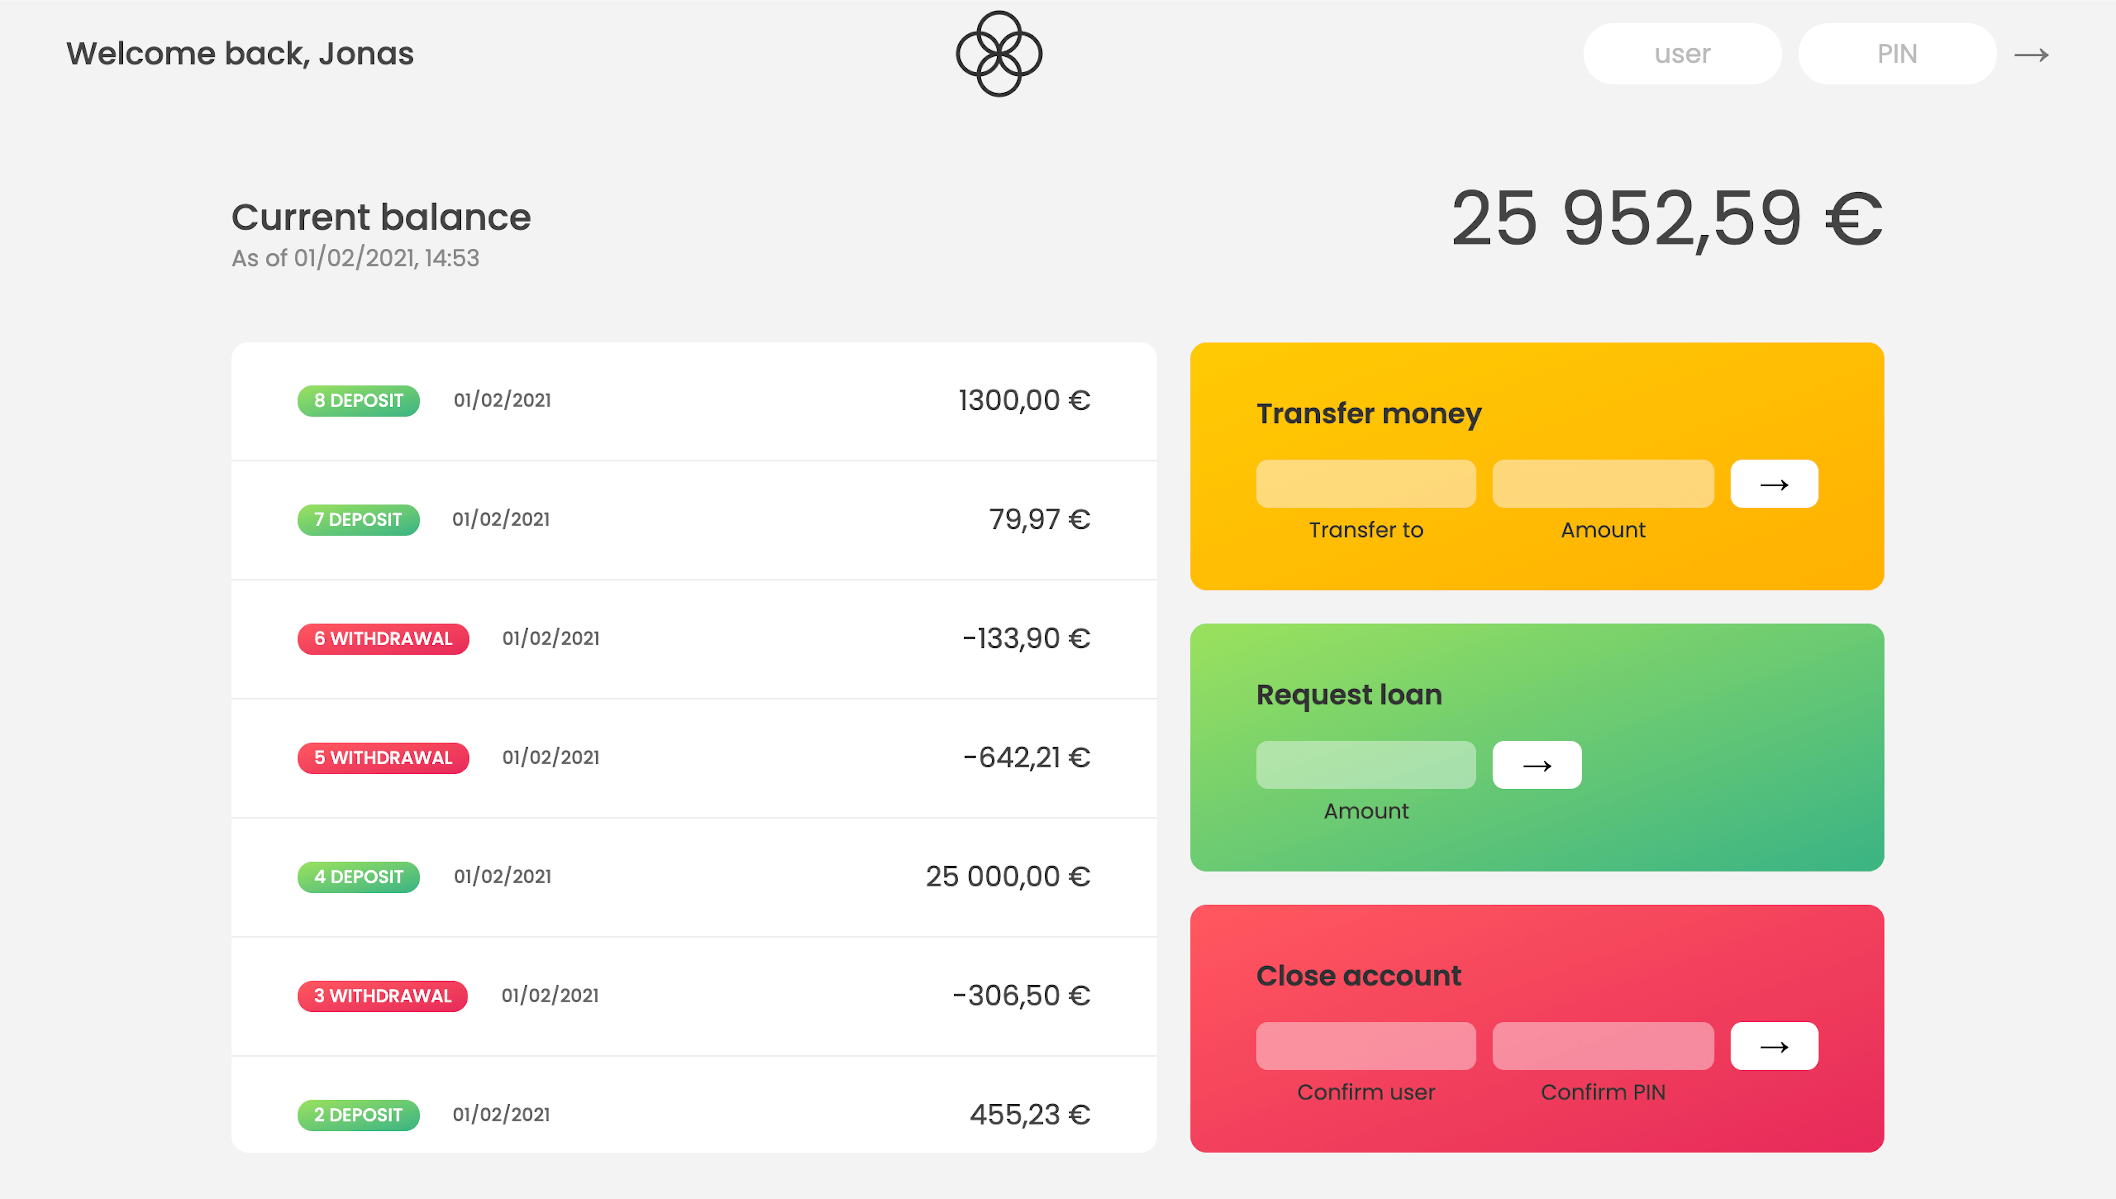 Welcome back, Jonas
user PIN →
Current balance
As of 01/02/2021, 14:53
25 952,59 €
8 DEPOSIT 01/02/2021 1300,00 €
7 DEPOSIT 01/02/2021 79,97 €
6 WITHDRAWAL 01/02/2021 -133,90 €
5 WITHDRAWAL 01/02/2021 -642,21 €
4 DEPOSIT 01/02/2021 25 000,00 €
3 WITHDRAWAL 01/02/2021 -306,50 €
2 DEPOSIT 01/02/2021 455,23 €
Transfer money
→
Transfer to Amount
Request loan
→
Amount
Close account
→
Confirm user Confirm PIN